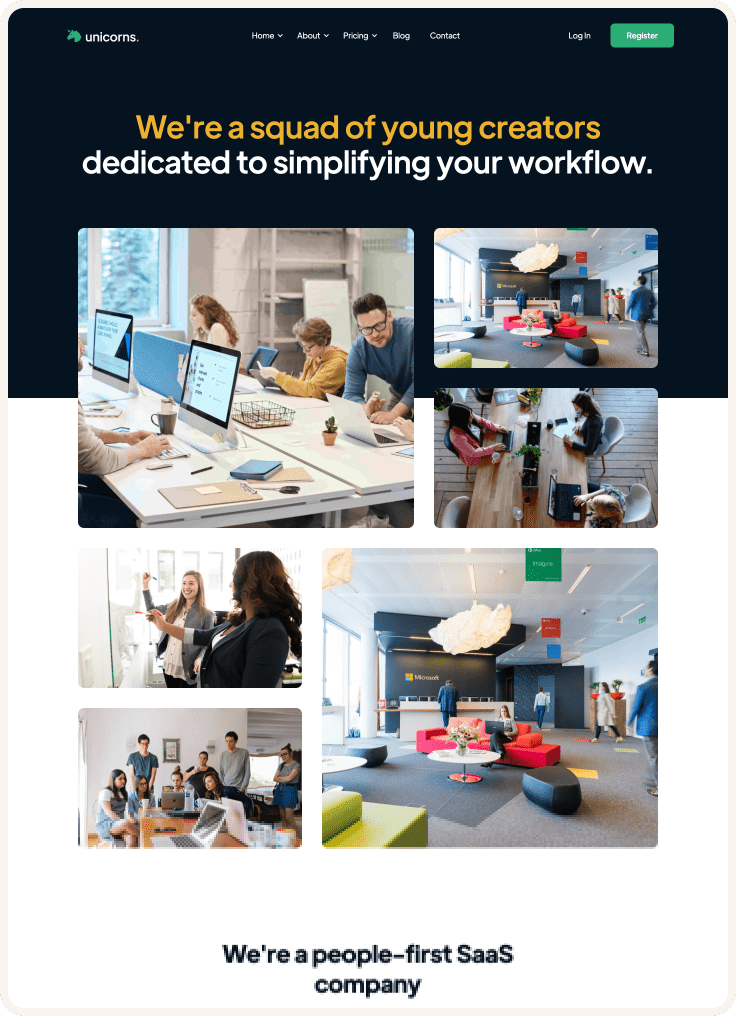 unicorns.
Home
About
Pricing
Blog
Contact
Log In
Register
We're a squad of young creators
dedicated to simplifying your workflow.
Microsoft
Imagine
Microsoft
We're a people-first SaaS
company